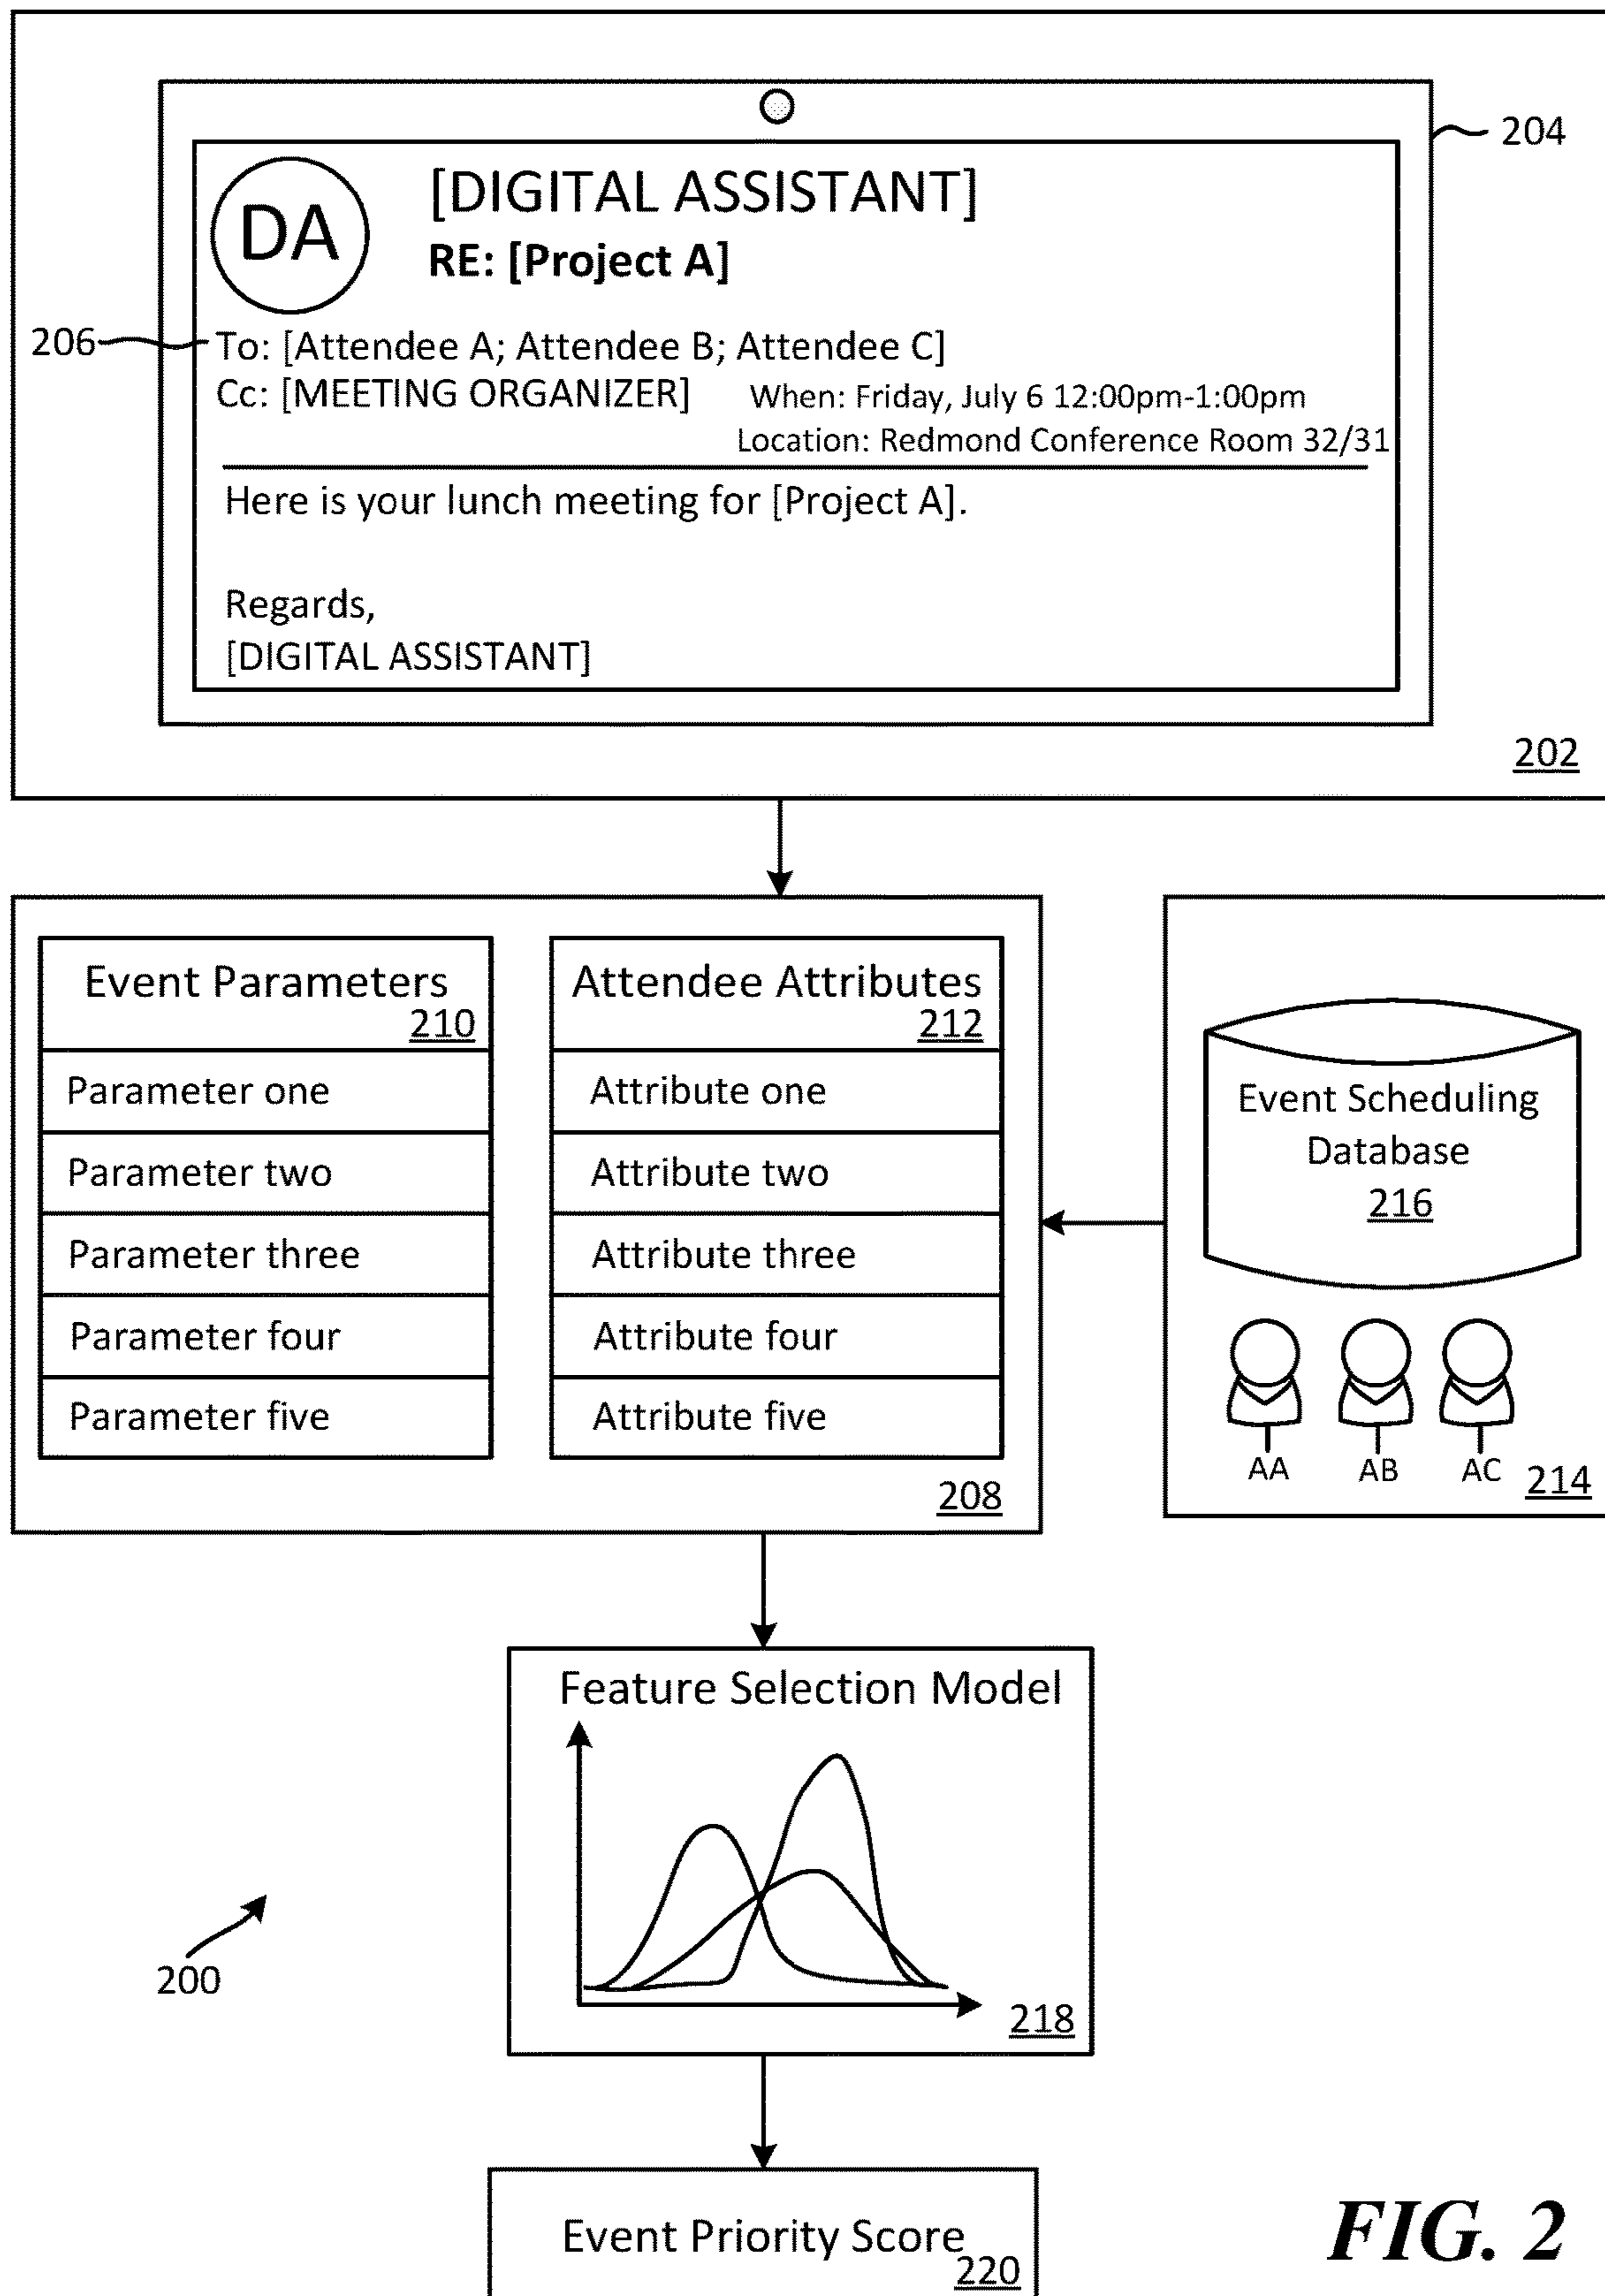 204
DA
[DIGITAL ASSISTANT]
RE: [Project A]
206
To: [Attendee A; Attendee B; Attendee C]
Cc: [MEETING ORGANIZER]
When: Friday, July 6 12:00pm-1:00pm
Location: Redmond Conference Room 32/31
Here is your lunch meeting for [Project A].
Regards,
[DIGITAL ASSISTANT]
202
Event Parameters
210
Parameter one
Parameter two
Parameter three
Parameter four
Parameter five
Attendee Attributes
212
Attribute one
Attribute two
Attribute three
Attribute four
Attribute five
208
Event Scheduling
Database
216
AA
AB
AC
214
Feature Selection Model
218
200
Event Priority Score
220
FIG. 2